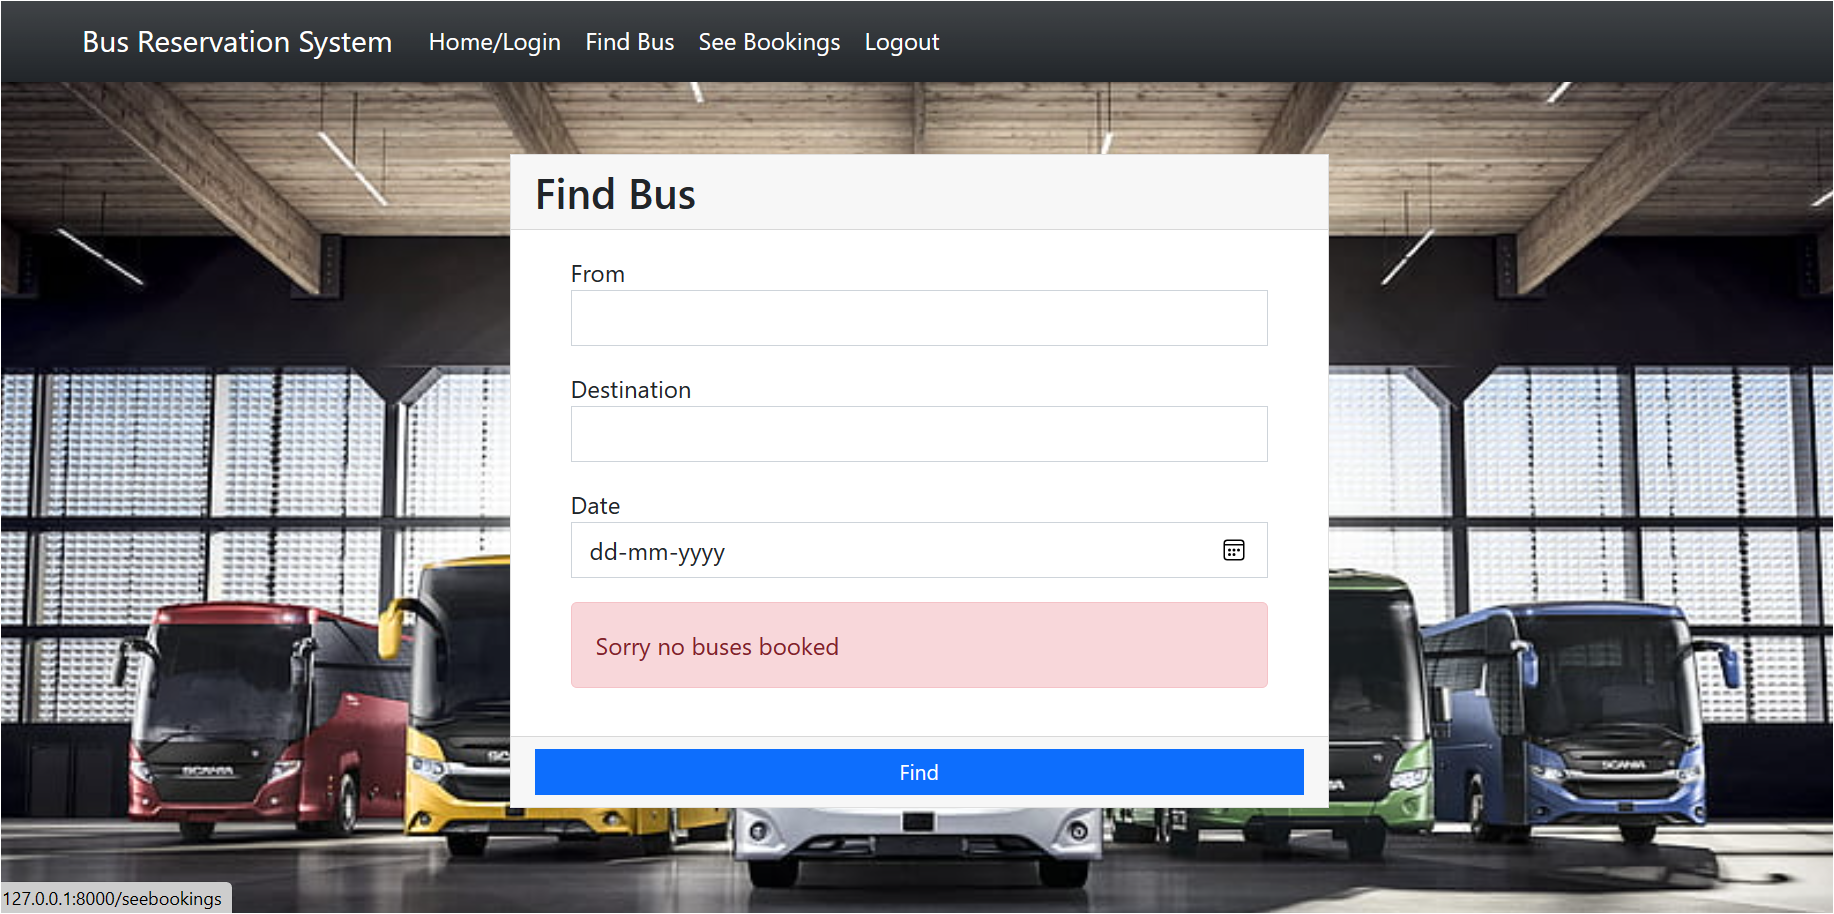 Bus Reservation System Home/Login Find Bus See Bookings Logout
Find Bus
From
Destination
Date
dd-mm-yyyy
Sorry no buses booked
Find
SCANIA
SCANIA
127.0.0.1:8000/seebookings